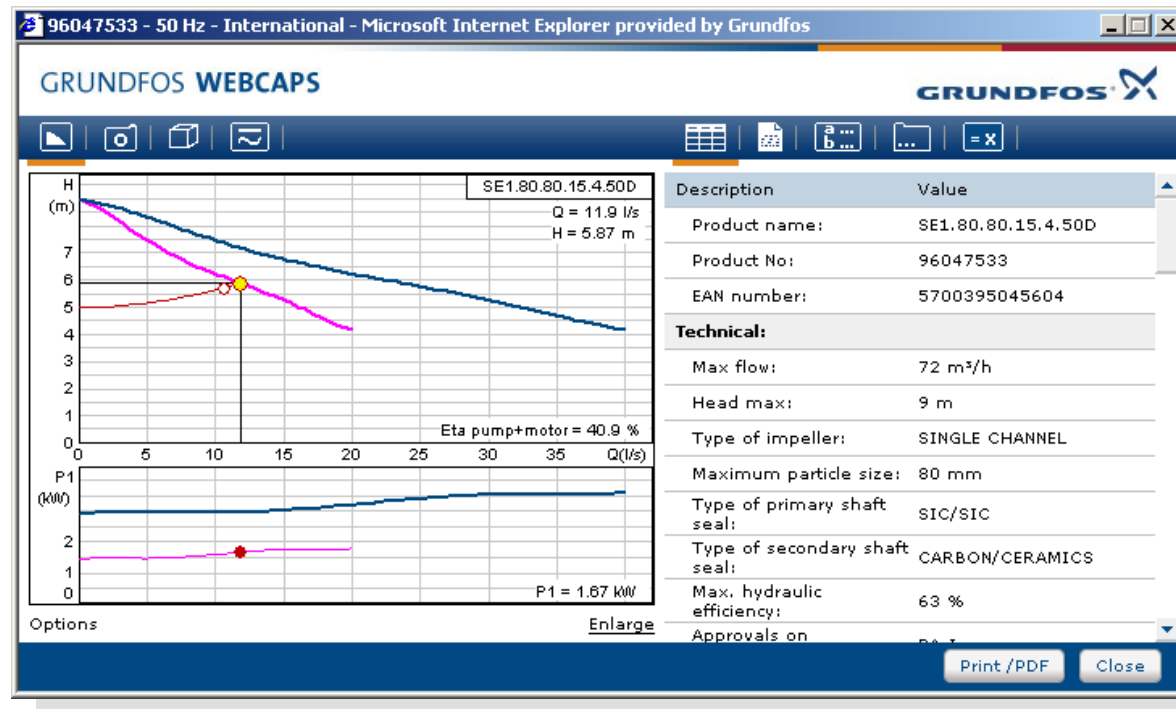 96047533 - 50 Hz - International - Microsoft Internet Explorer provided by Grundfos
GRUNDFOS WEBCAPS
GRUNDFOS
a ...
b ...
...
= x
H
(m)
SE1.80.80.15.4.50D
Q = 11.9 l/s
H = 5.87 m
7
6
5
4
3
2
1
0
Eta pump+motor = 40.9 %
0 5 10 15 20 25 30 35 Q(l/s)
P1
(kW)
2
1
0
P1 = 1.67 kW
Options Enlarge
Description Value
Product name: SE1.80.80.15.4.50D
Product No: 96047533
EAN number: 5700395045604
Technical:
Max flow: 72 m³/h
Head max: 9 m
Type of impeller: SINGLE CHANNEL
Maximum particle size: 80 mm
Type of primary shaft
seal: SIC/SIC
Type of secondary shaft
seal: CARBON/CERAMICS
Max. hydraulic
efficiency: 63 %
Approvals on
Print /PDF Close